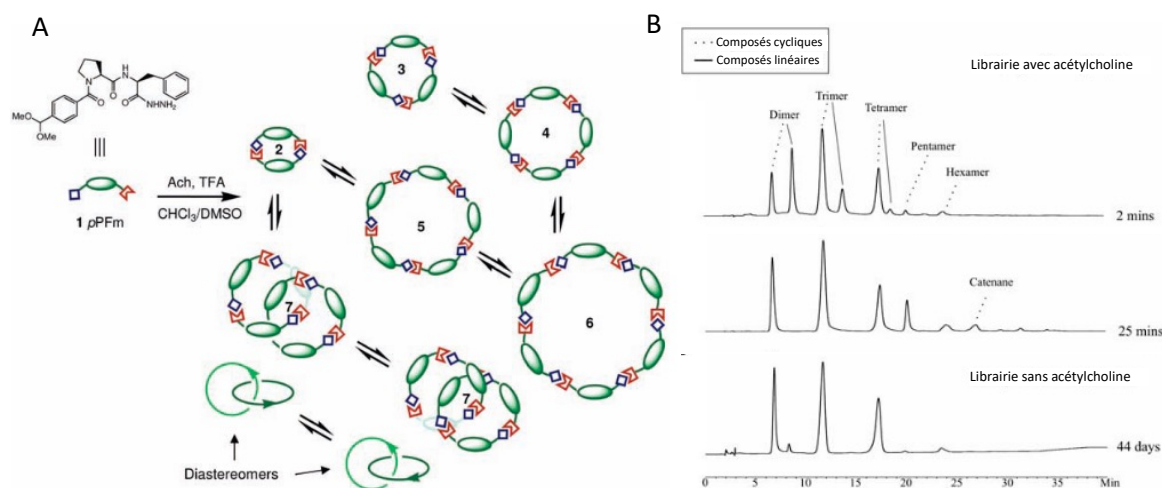 A
O
H
N
N
O
NHNH₂
O
MeO
OMe
1 pPFm
Ach, TFA
CHCl₃/DMSO
2
3
4
5
6
7
7
Diastereomers
B
Composés cycliques
Composés linéaires
Librairie avec acétylcholine
Dimer
Trimer
Tetramer
Pentamer
Hexamer
2 mins
Catenane
25 mins
Librairie sans acétylcholine
44 days
0 5 10 15 20 25 30 35 Min